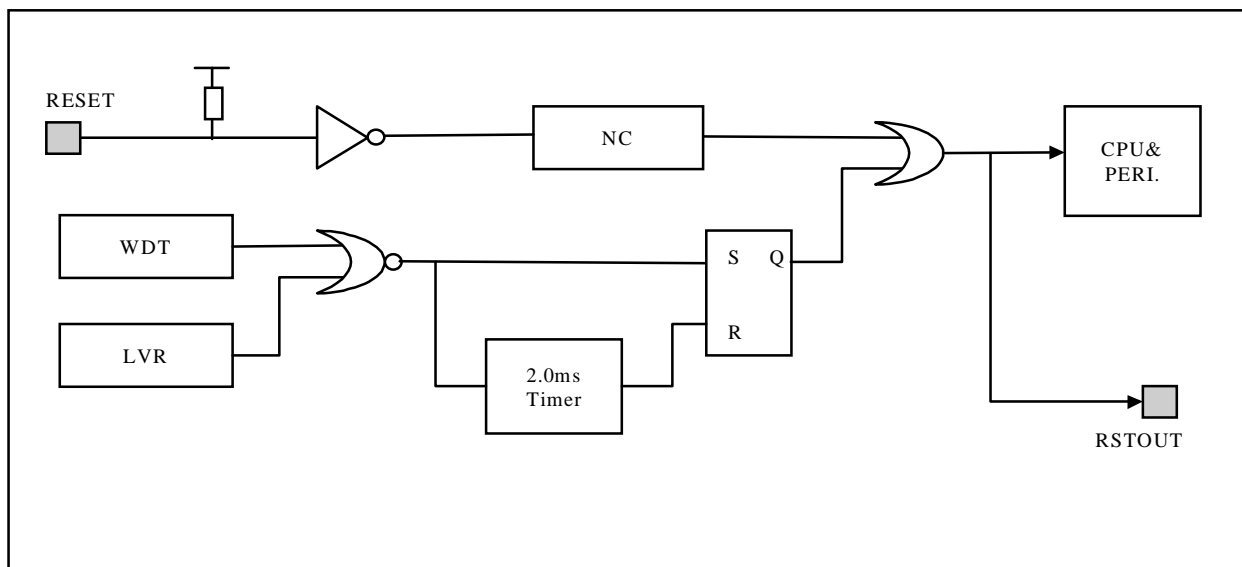 RESET
NC
CPU&
PERI.
WDT
S Q
R
LVR
2.0ms
Timer
RSTOUT